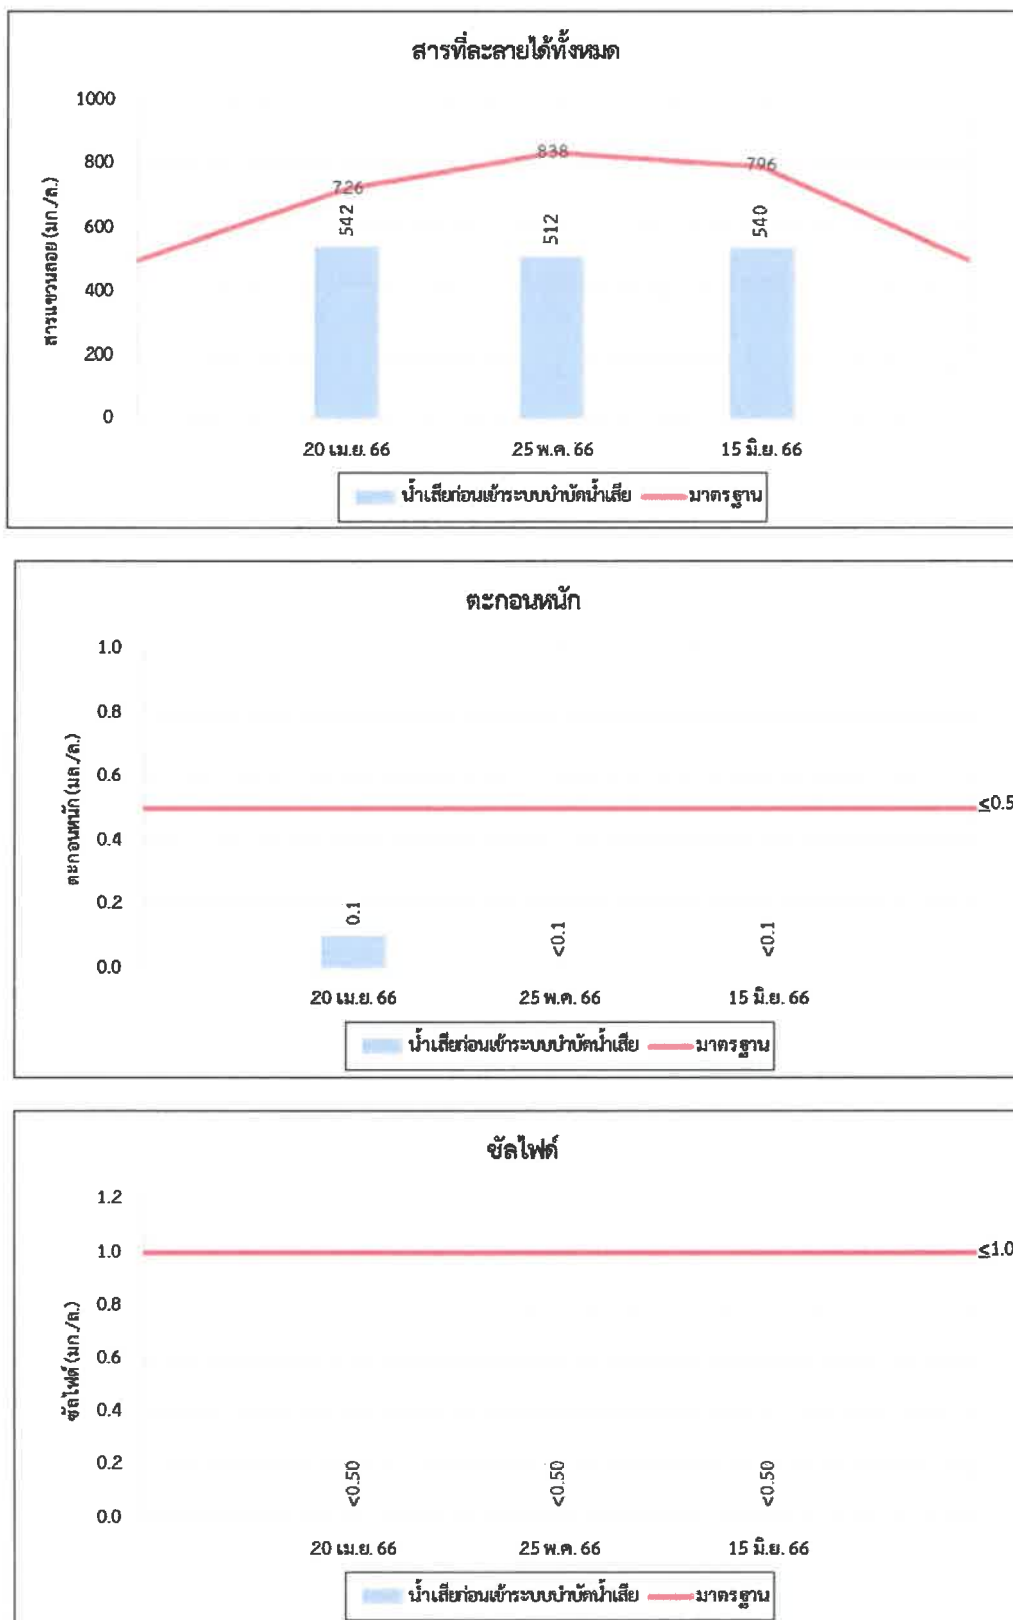 สารที่ละลายได้ทั้งหมด
สารแขวนลอย (มก./ล.)
1000
800
600
400
200
0
726
838
796
542
512
540
20 เม.ย. 66
25 พ.ค. 66
15 มิ.ย. 66
น้ำเสียก่อนเข้าระบบบำบัดน้ำเสีย
มาตรฐาน
ตะกอนหนัก
ตะกอนหนัก (มล./ล.)
1.0
0.8
0.6
0.4
0.2
0.0
≤0.5
0.1
<0.1
<0.1
20 เม.ย. 66
25 พ.ค. 66
15 มิ.ย. 66
น้ำเสียก่อนเข้าระบบบำบัดน้ำเสีย
มาตรฐาน
ซัลไฟด์
ซัลไฟด์ (มก./ล.)
1.2
1.0
0.8
0.6
0.4
0.2
0.0
≤1.0
<0.50
<0.50
<0.50
20 เม.ย. 66
25 พ.ค. 66
15 มิ.ย. 66
น้ำเสียก่อนเข้าระบบบำบัดน้ำเสีย
มาตรฐาน